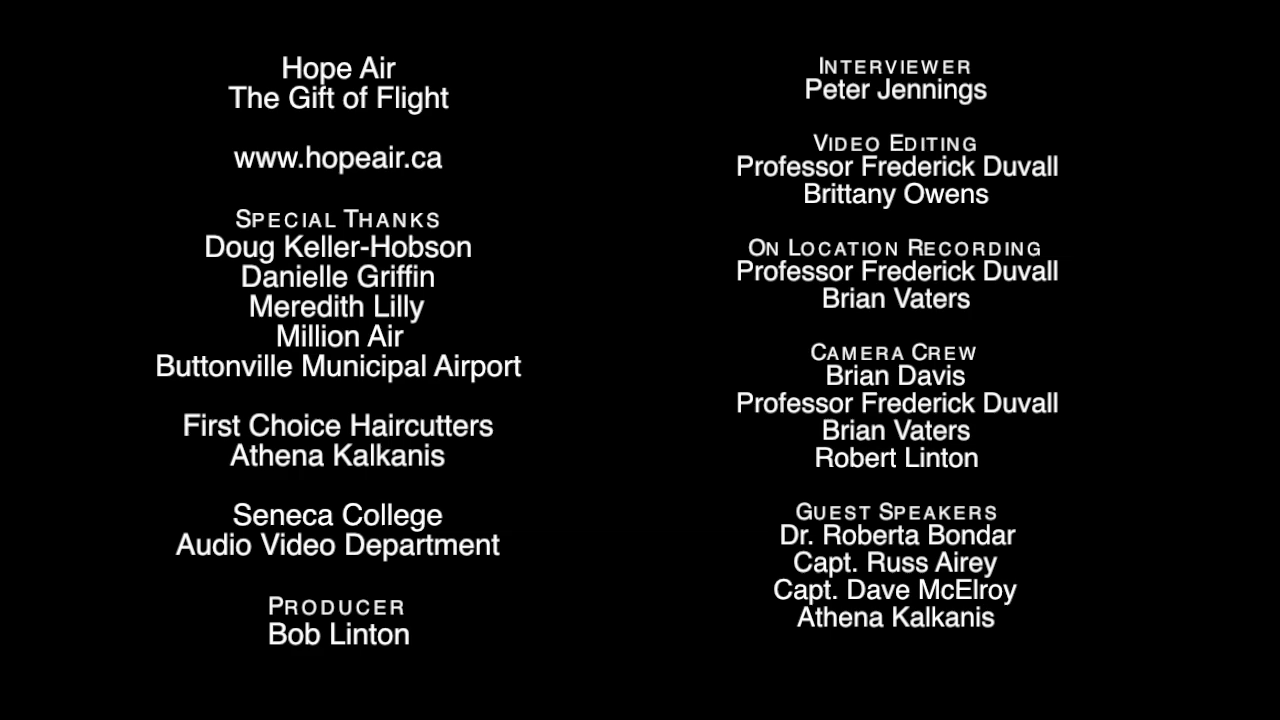 Hope Air
The Gift of Flight
www.hopeair.ca
SPECIAL THANKS
Doug Keller-Hobson
Danielle Griffin
Meredith Lilly
Million Air
Buttonville Municipal Airport
First Choice Haircutters
Athena Kalkanis
Seneca College
Audio Video Department
PRODUCER
Bob Linton
INTERVIEWER
Peter Jennings
VIDEO EDITING
Professor Frederick Duvall
Brittany Owens
ON LOCATION RECORDING
Professor Frederick Duvall
Brian Vaters
CAMERA CREW
Brian Davis
Professor Frederick Duvall
Brian Vaters
Robert Linton
GUEST SPEAKERS
Dr. Roberta Bondar
Capt. Russ Airey
Capt. Dave McElroy
Athena Kalkanis